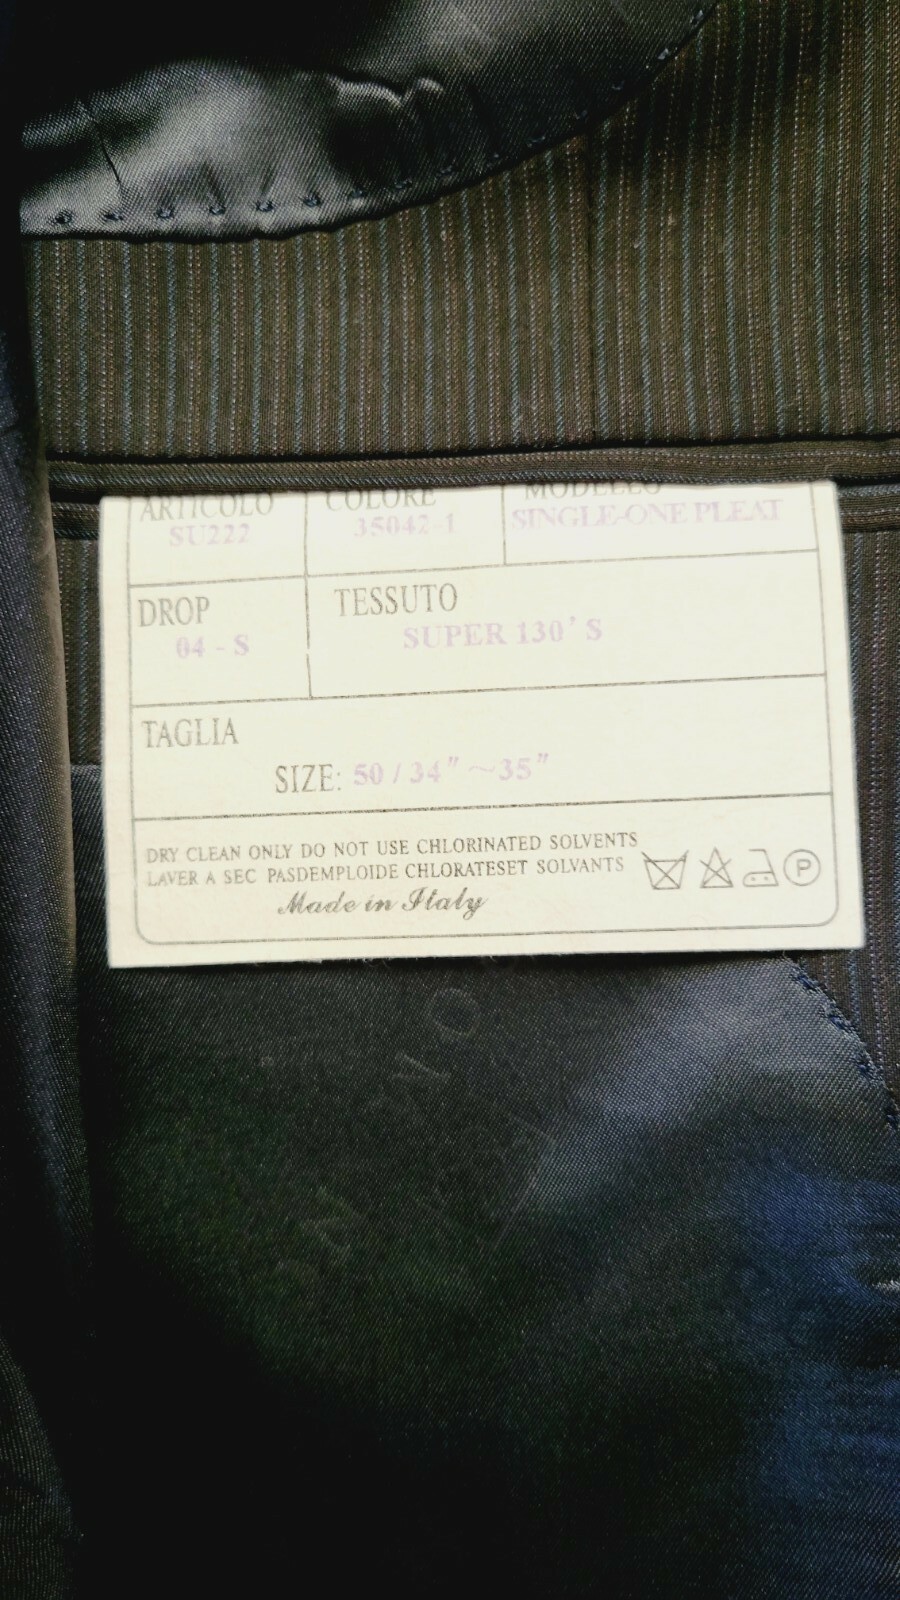 ARTICOLO COLORE MODELLO
SU222 35042-1 SINGLE-ONE PLEAT
DROP TESSUTO
04 - S SUPER 130' S
TAGLIA
SIZE: 50 / 34" ~35"
DRY CLEAN ONLY DO NOT USE CHLORINATED SOLVENTS
LAVER A SEC PASDEMPLOIDE CHLORATESET SOLVANTS
P
Made in Italy